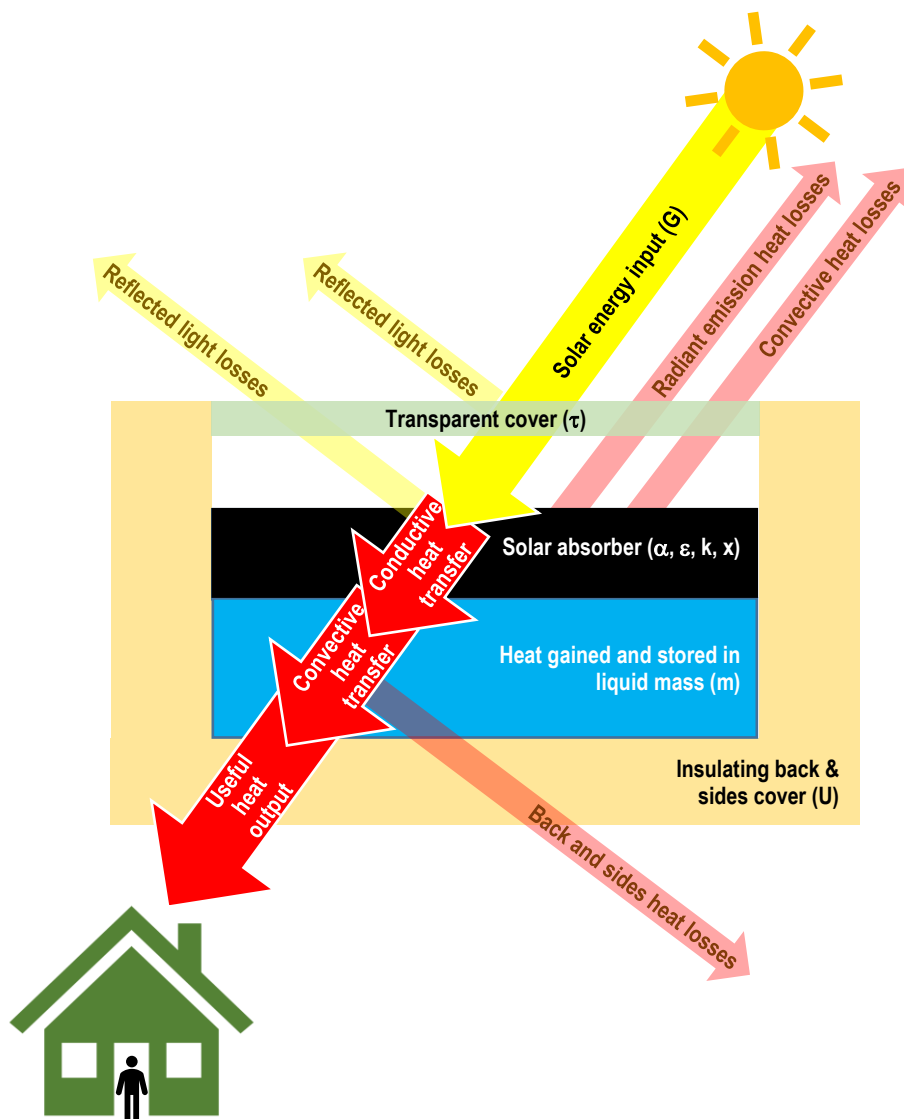 Solar energy input (G)
Radiant emission heat losses
Convective heat losses
Reflected light losses
Reflected light losses
Transparent cover (τ)
Conductive
heat
transfer
Solar absorber (α, ε, k, x)
Convective
heat
transfer
Heat gained and stored in
liquid mass (m)
Useful
heat
output
Insulating back &
sides cover (U)
Back and sides heat losses